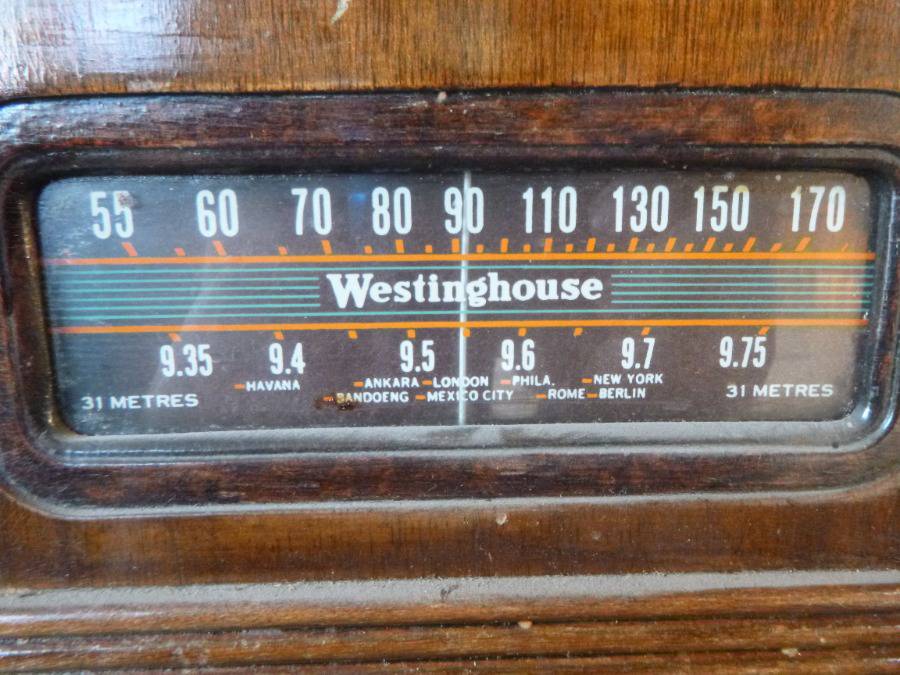 55 60 70 80 90 110 130 150 170
Westinghouse
9.35 9.4 9.5 9.6 9.7 9.75
HAVANA ANKARA LONDON PHILA. NEW YORK
31 METRES BANDOENG MEXICO CITY ROME BERLIN 31 METRES